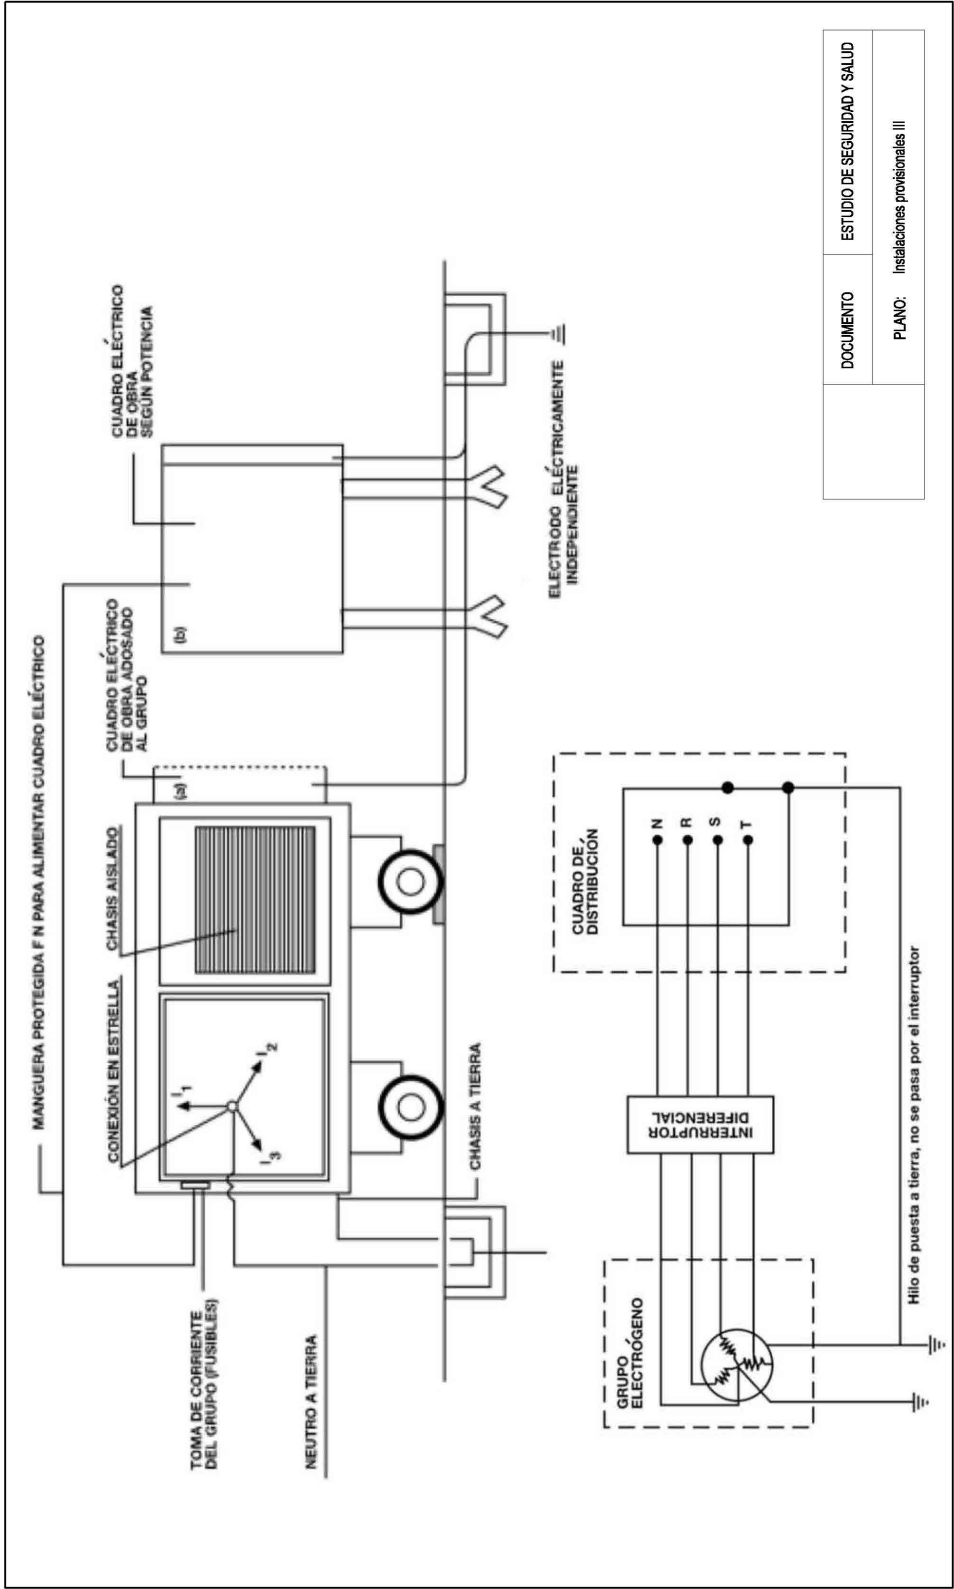 MANGUERA PROTEGIDA F N PARA ALIMENTAR CUADRO ELÉCTRICO
CUADRO ELÉCTRICO
DE OBRA
SEGÚN POTENCIA
CUADRO ELÉCTRICO
DE OBRA ADOSADO
AL GRUPO
CONEXIÓN EN ESTRELLA
CHASIS AISLADO
I1
I2
I3
(a)
(b)
TOMA DE CORRIENTE
DEL GRUPO (FUSIBLES)
NEUTRO A TIERRA
CHASIS A TIERRA
ELECTRODO ELÉCTRICAMENTE
INDEPENDIENTE
GRUPO
ELECTRÓGENO
INTERRUPTOR
DIFERENCIAL
CUADRO DE
DISTRIBUCIÓN
N
R
S
T
Hilo de puesta a tierra, no se pasa por el interruptor
DOCUMENTO
ESTUDIO DE SEGURIDAD Y SALUD
PLANO:
Instalaciones provisionales III